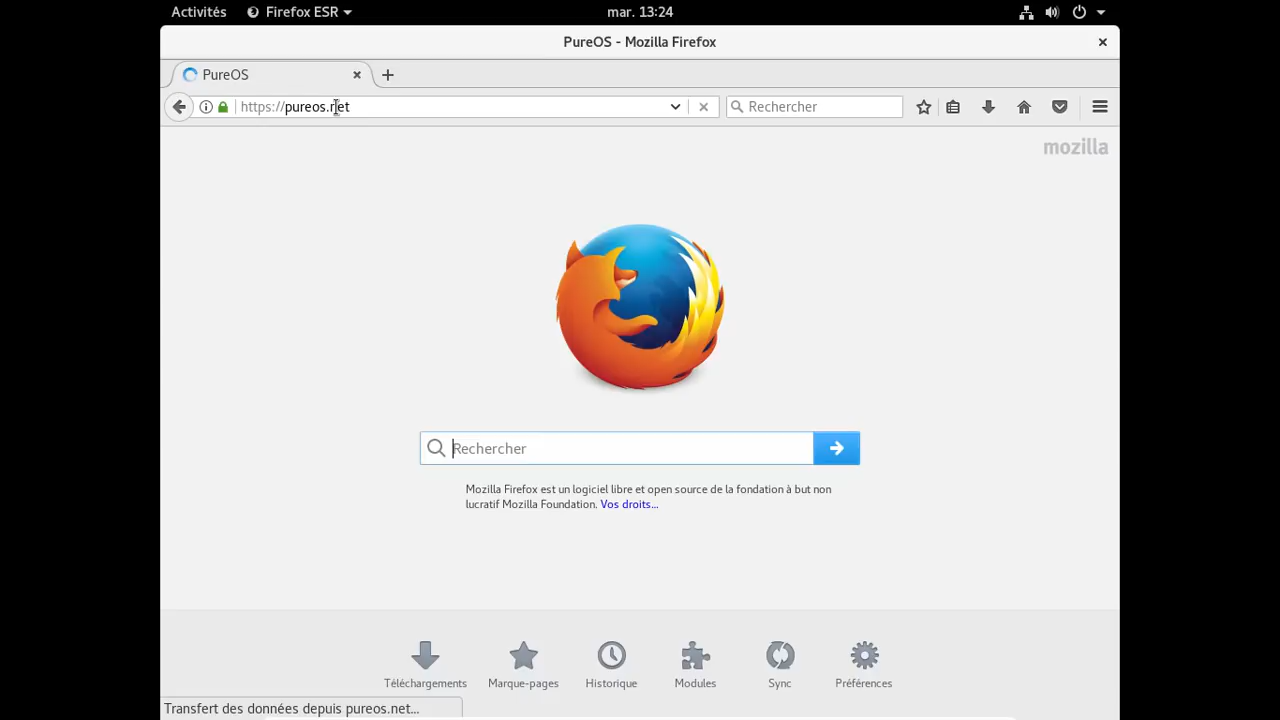 Activités Firefox ESR mar. 13:24
PureOS - Mozilla Firefox
PureOS
https://pureos.net Rechercher
mozilla
Rechercher
Mozilla Firefox est un logiciel libre et open source de la fondation à but non
lucratif Mozilla Foundation. Vos droits...
Téléchargements Marque-pages Historique Modules Sync Préférences
Transfert des données depuis pureos.net...